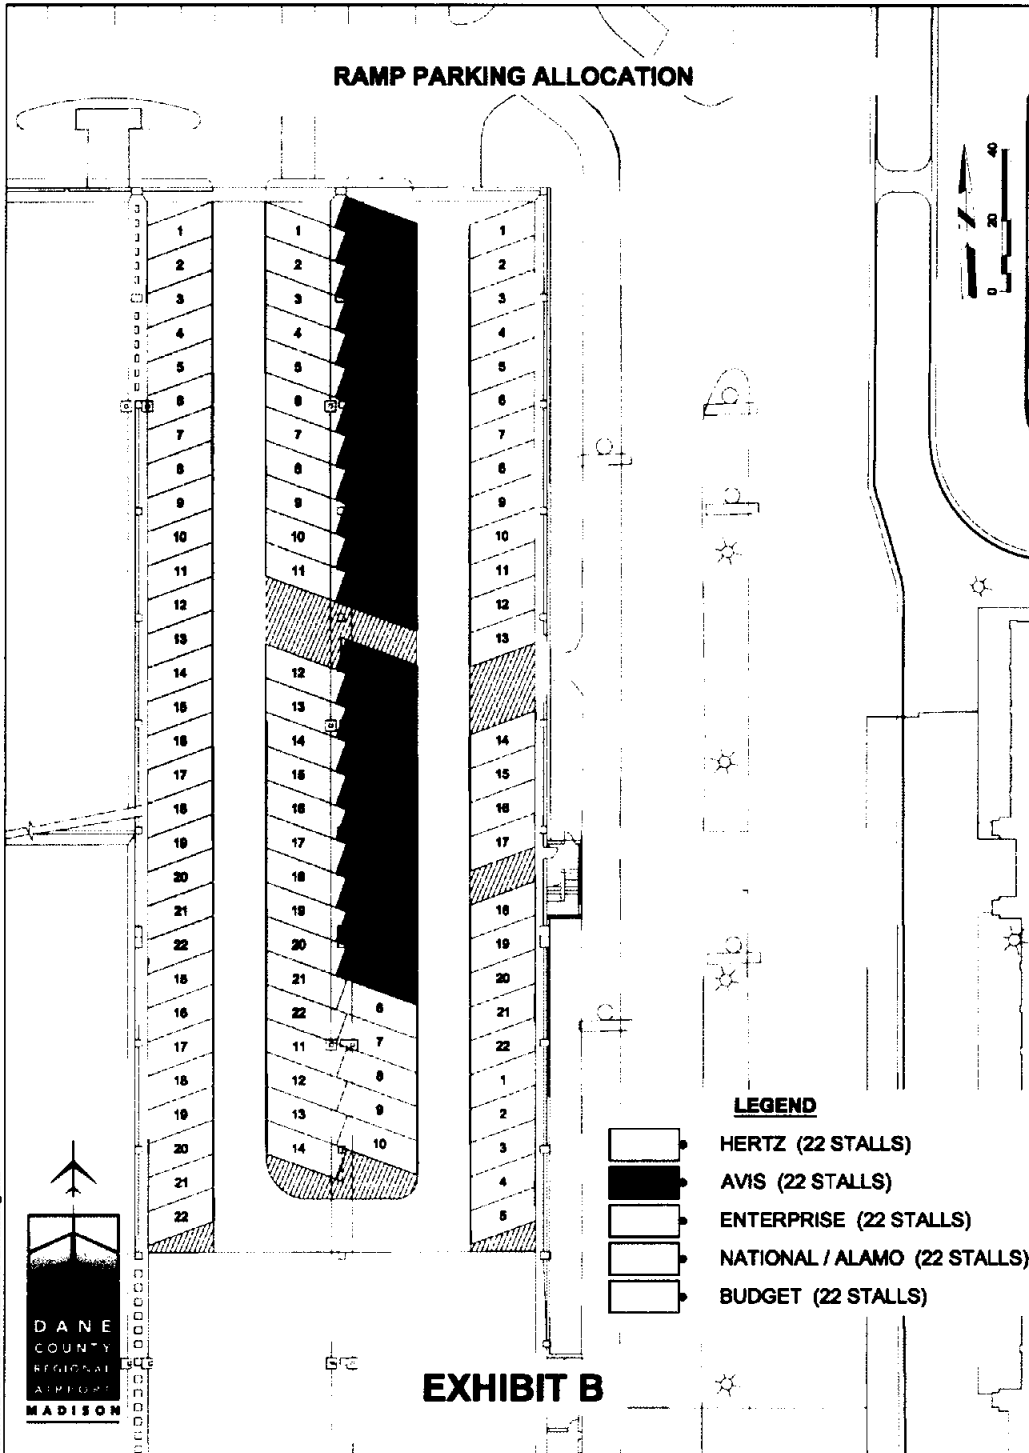 RAMP PARKING ALLOCATION
0 20 40
1 1 1
2 2 2
3 3 3
4 4 4
5 5 5
6 6 6
7 7 7
8 8 8
9 9 9
10 10 10
11 11 11
12 12
13 13
14 12
15 13
16 14 14
17 15 15
18 16 16
19 17 17
20 18
21 19 18
22 20 19
15 21 20
16 22 6 21
17 11 7 22
18 12 8 1
19 13 9 2
20 14 10 3
21 4
22 5
LEGEND
HERTZ (22 STALLS)
AVIS (22 STALLS)
ENTERPRISE (22 STALLS)
NATIONAL / ALAMO (22 STALLS)
BUDGET (22 STALLS)
DANE
COUNTY
REGIONAL
AIRPORT
MADISON
EXHIBIT B